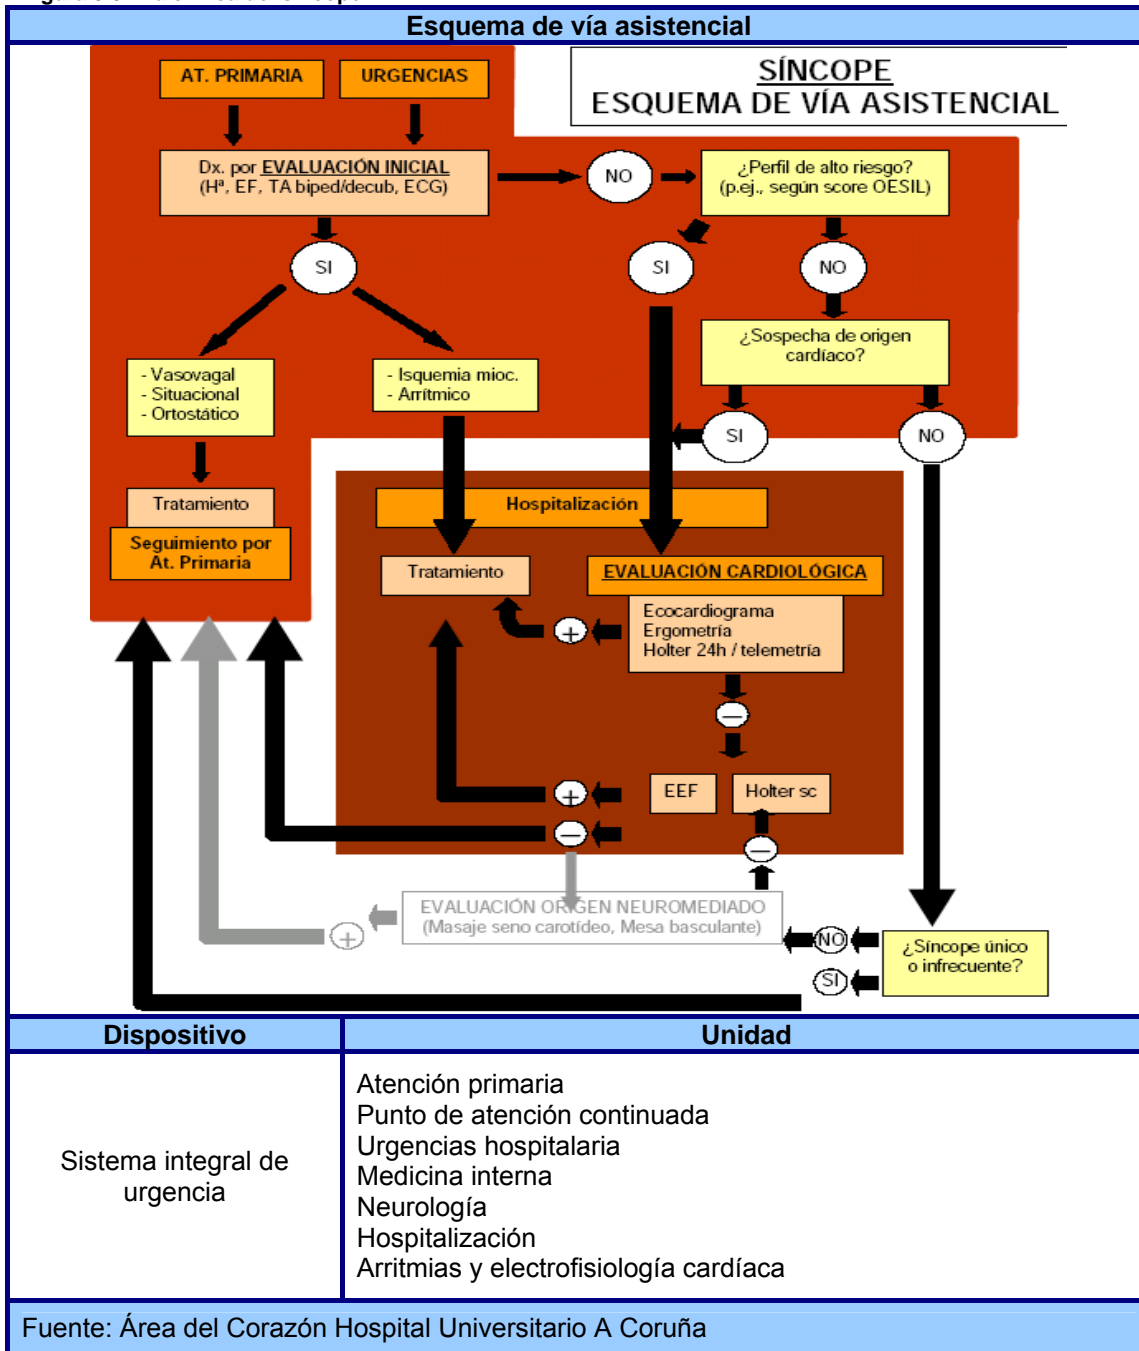 Esquema de vía asistencial
SÍNCOPE
ESQUEMA DE VÍA ASISTENCIAL
AT. PRIMARIA
URGENCIAS
Dx. por EVALUACIÓN INICIAL
(Hª, EF, TA biped/decub, ECG)
NO
¿Perfil de alto riesgo?
(p.ej., según score OESIL)
SI
SI
NO
¿Sospecha de origen
cardíaco?
- Vasovagal
- Situacional
- Ortostático
- Isquemia mioc.
- Arrítmico
SI
NO
Tratamiento
Seguimiento por
At. Primaria
Hospitalización
Tratamiento
EVALUACIÓN CARDIOLÓGICA
Ecocardiograma
Ergometría
Holter 24h / telemetría
+
−
EEF
Holter sc
+
−
−
EVALUACIÓN ORIGEN NEUROMEDIADO
(Masaje seno carotídeo, Mesa basculante)
+
NO
SI
¿Síncope único
o infrecuente?
Dispositivo
Unidad
Sistema integral de
urgencia
Atención primaria
Punto de atención continuada
Urgencias hospitalaria
Medicina interna
Neurología
Hospitalización
Arritmias y electrofisiología cardíaca
Fuente: Área del Corazón Hospital Universitario A Coruña